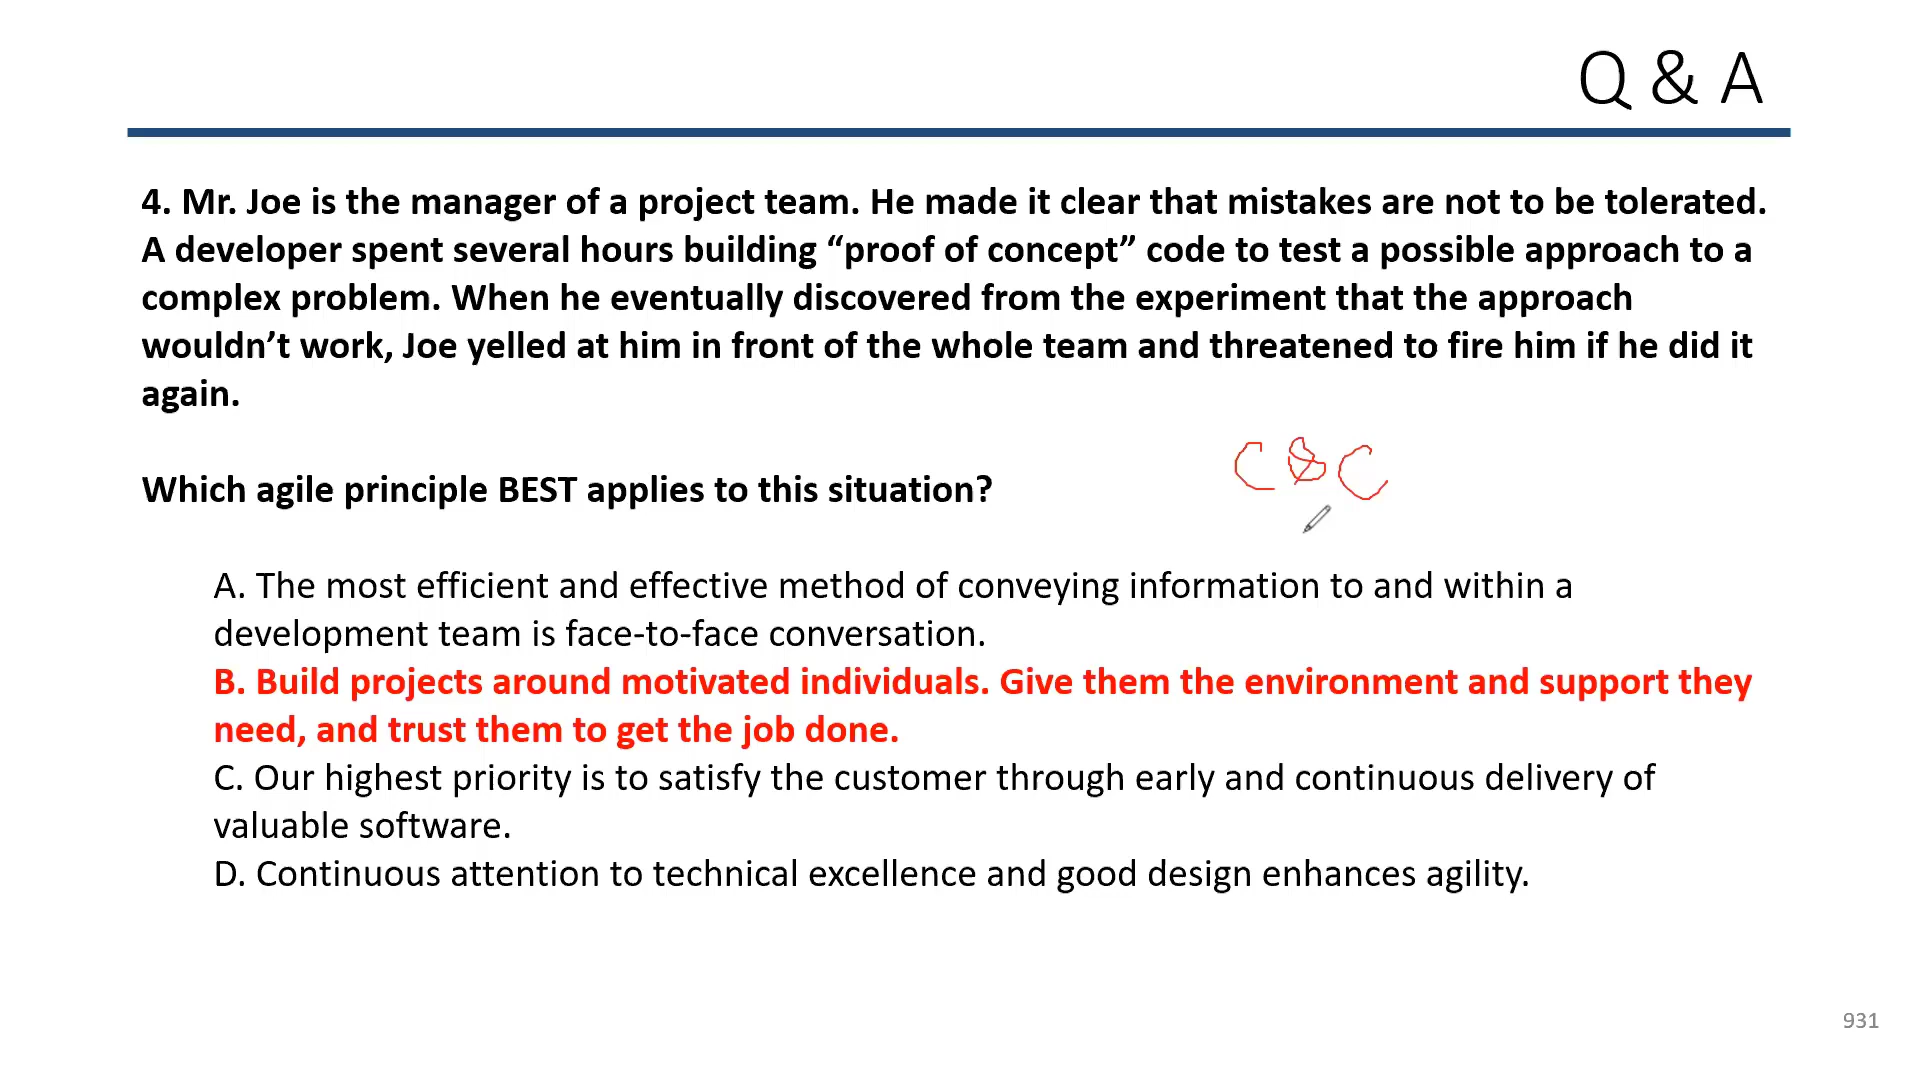 Q & A
4. Mr. Joe is the manager of a project team. He made it clear that mistakes are not to be tolerated.
A developer spent several hours building “proof of concept” code to test a possible approach to a
complex problem. When he eventually discovered from the experiment that the approach
wouldn’t work, Joe yelled at him in front of the whole team and threatened to fire him if he did it
again.
C & C
Which agile principle BEST applies to this situation?
A. The most efficient and effective method of conveying information to and within a
development team is face-to-face conversation.
B. Build projects around motivated individuals. Give them the environment and support they
need, and trust them to get the job done.
C. Our highest priority is to satisfy the customer through early and continuous delivery of
valuable software.
D. Continuous attention to technical excellence and good design enhances agility.
931